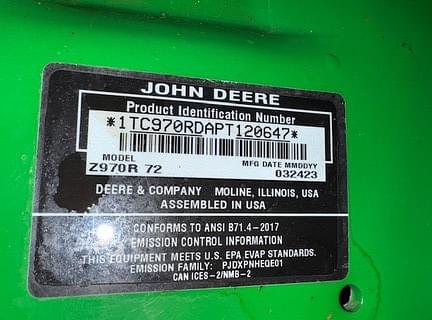 JOHN DEERE
Product Identification Number
*1TC970RDAPT120647*
MODEL MFG DATE MMDDYY
Z970R 72 032423
DEERE & COMPANY MOLINE, ILLINOIS, USA
ASSEMBLED IN USA
CONFORMS TO ANSI B71.4-2017
EMISSION CONTROL INFORMATION
THIS EQUIPMENT MEETS U.S. EPA EVAP STANDARDS.
EMISSION FAMILY: PJDXPNHEQE01
CAN ICES-2/NMB-2